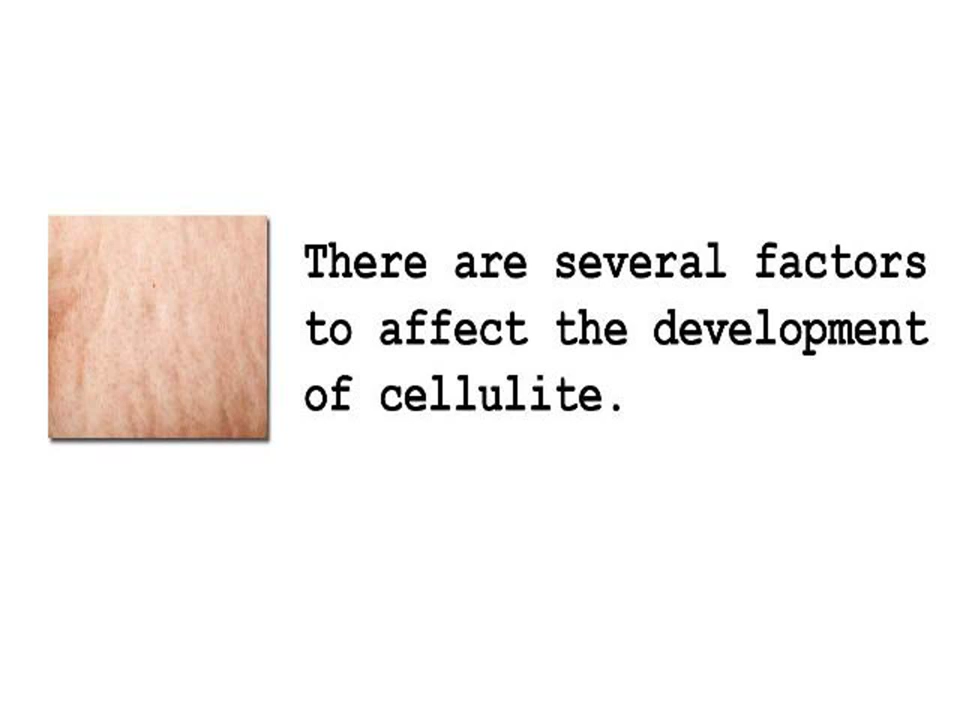 There are several factors
to affect the development
of cellulite.